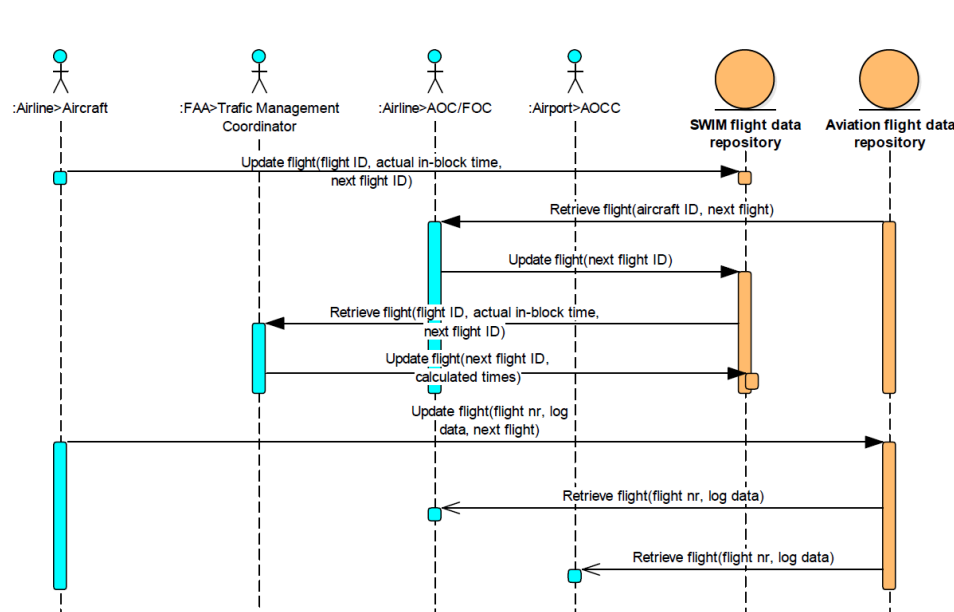 :Airline>Aircraft
:FAA>Trafic Management
Coordinator
:Airline>AOC/FOC
:Airport>AOCC
SWIM flight data
repository
Aviation flight data
repository
Update flight(flight ID, actual in-block time,
next flight ID)
Retrieve flight(aircraft ID, next flight)
Update flight(next flight ID)
Retrieve flight(flight ID, actual in-block time,
next flight ID)
Update flight(next flight ID,
calculated times)
Update flight(flight nr, log
data, next flight)
Retrieve flight(flight nr, log data)
Retrieve flight(flight nr, log data)